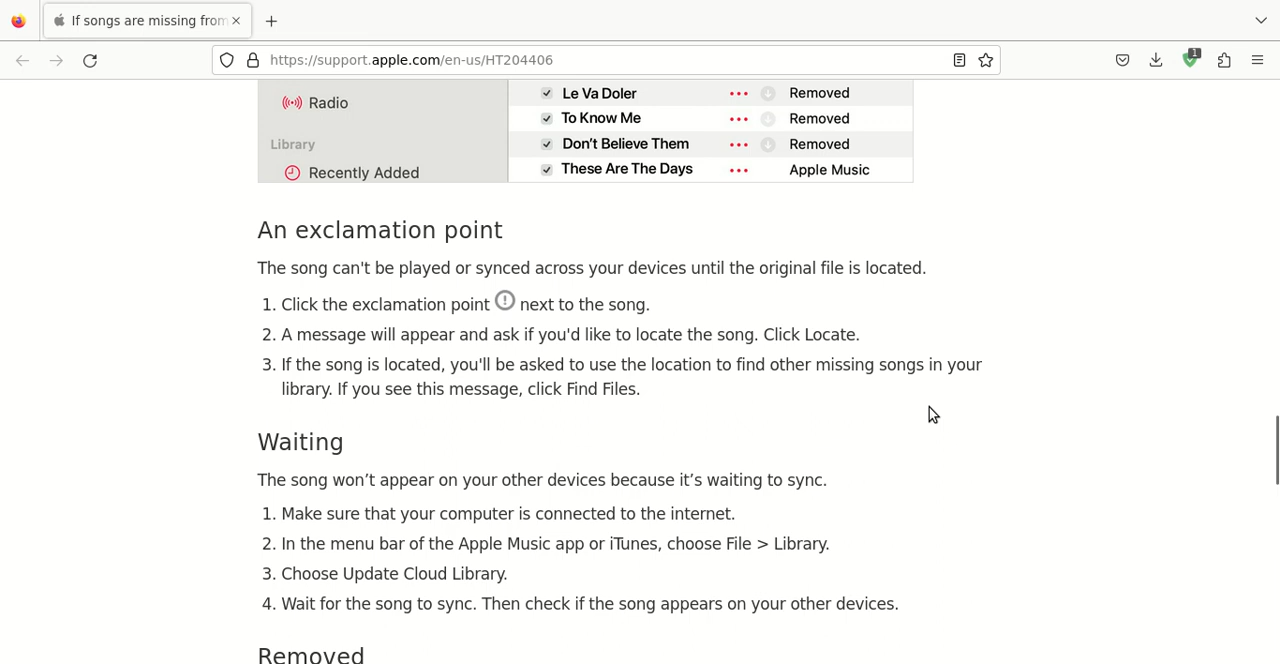 If songs are missing from
https://support.apple.com/en-us/HT204406
1
Radio
Library
Recently Added
Le Va Doler ••• Removed
To Know Me ••• Removed
Don't Believe Them ••• Removed
These Are The Days ••• Apple Music
An exclamation point
The song can't be played or synced across your devices until the original file is located.
1. Click the exclamation point ! next to the song.
2. A message will appear and ask if you'd like to locate the song. Click Locate.
3. If the song is located, you'll be asked to use the location to find other missing songs in your
library. If you see this message, click Find Files.
Waiting
The song won’t appear on your other devices because it’s waiting to sync.
1. Make sure that your computer is connected to the internet.
2. In the menu bar of the Apple Music app or iTunes, choose File > Library.
3. Choose Update Cloud Library.
4. Wait for the song to sync. Then check if the song appears on your other devices.
Removed